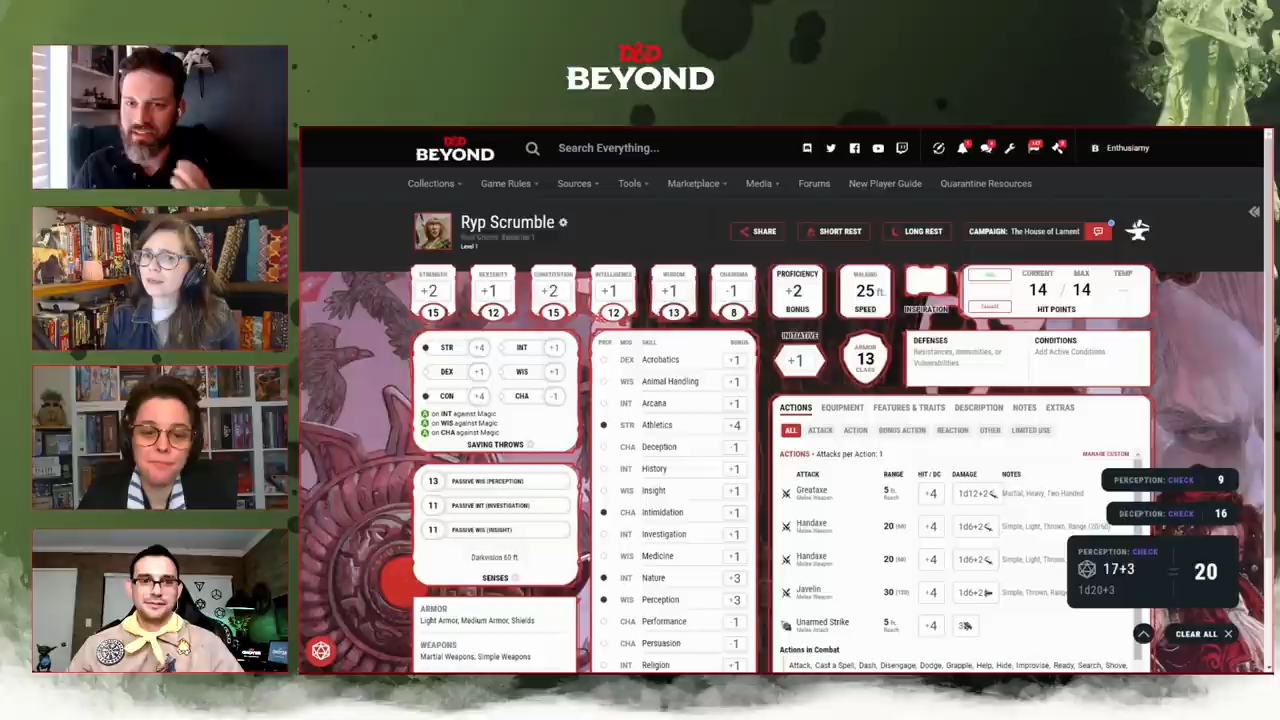 D&D
BEYOND
D&D
BEYOND
Search Everything...
Enthusiamy
Collections
Game Rules
Sources
Tools
Marketplace
Media
Forums
New Player Guide
Quarantine Resources
Ryp Scrumble
Level 1
SHARE
SHORT REST
LONG REST
CAMPAIGN: The House of Lament
STRENGTH
+2
15
DEXTERITY
+1
12
CONSTITUTION
+2
15
INTELLIGENCE
+1
12
WISDOM
+1
13
CHARISMA
-1
8
PROFICIENCY
+2
BONUS
WALKING
25 ft.
SPEED
INSPIRATION
DAMAGE
CURRENT MAX TEMP
14 / 14 --
HIT POINTS
STR +4 INT +1
DEX +1 WIS +1
CON +4 CHA -1
A on INT against Magic
A on WIS against Magic
A on CHA against Magic
SAVING THROWS
13 PASSIVE WIS (PERCEPTION)
11 PASSIVE INT (INVESTIGATION)
11 PASSIVE WIS (INSIGHT)
Darkvision 60 ft.
SENSES
ARMOR
Light Armor, Medium Armor, Shields
WEAPONS
Martial Weapons, Simple Weapons
PROF MOD SKILL BONUS
DEX Acrobatics +1
WIS Animal Handling +1
INT Arcana +1
STR Athletics +4
CHA Deception -1
INT History +1
WIS Insight +1
CHA Intimidation +1
INT Investigation +1
WIS Medicine +1
INT Nature +3
WIS Perception +3
CHA Performance -1
CHA Persuasion -1
INT Religion +1
INITIATIVE
+1
ARMOR
13
CLASS
DEFENSES
Resistances, Immunities, or
Vulnerabilities
CONDITIONS
Add Active Conditions
ACTIONS EQUIPMENT FEATURES & TRAITS DESCRIPTION NOTES EXTRAS
ALL ATTACK ACTION BONUS ACTION REACTION OTHER LIMITED USE
ACTIONS • Attacks per Action: 1
MANAGE CUSTOM
ATTACK RANGE HIT / DC DAMAGE NOTES
Greataxe 5 ft. +4 1d12+2 Martial, Heavy, Two-Handed
Melee Weapon Reach
Handaxe 20 (60) +4 1d6+2 Simple, Light, Thrown, Range (20/60)
Melee Weapon
Handaxe 20 (60) +4 1d6+2 Simple, Light, Thrown,
Melee Weapon
Javelin 30 (120) +4 1d6+2 Simple, Thrown,
Melee Weapon
Unarmed Strike 5 ft. +4 3
Melee Attack Reach
Actions in Combat
Attack, Cast a Spell, Dash, Disengage, Dodge, Grapple, Help, Hide, Improvise, Ready, Search, Shove,
PERCEPTION: CHECK 9
DECEPTION: CHECK 16
PERCEPTION: CHECK
17+3 = 20
1d20+3
CLEAR ALL X